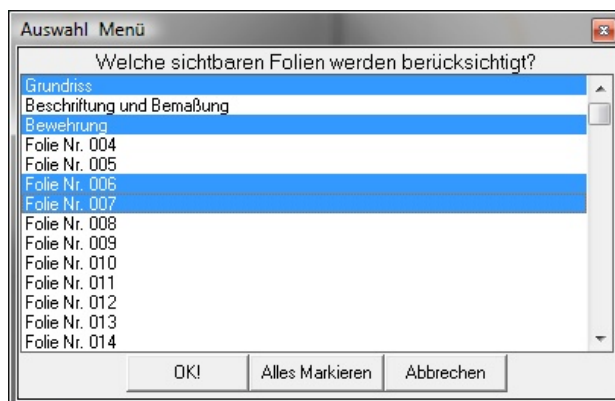 Auswahl Menü
Welche sichtbaren Folien werden berücksichtigt?
Grundriss
Beschriftung und Bemaßung
Bewehrung
Folie Nr. 004
Folie Nr. 005
Folie Nr. 006
Folie Nr. 007
Folie Nr. 008
Folie Nr. 009
Folie Nr. 010
Folie Nr. 011
Folie Nr. 012
Folie Nr. 013
Folie Nr. 014
OK! Alles Markieren Abbrechen